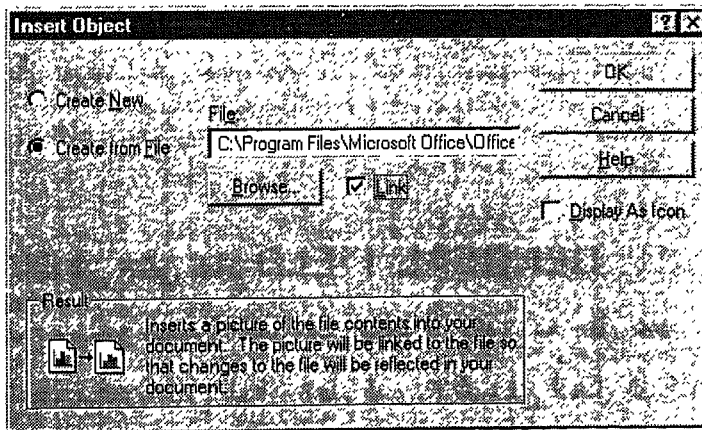 Insert Object
Create New
Create from File
File:
C:\Program Files\Microsoft Office\Office
Browse...
Link
OK
Cancel
Help
Display As Icon
Result
Inserts a picture of the file contents into your
document. The picture will be linked to the file so
that changes to the file will be reflected in your
document.